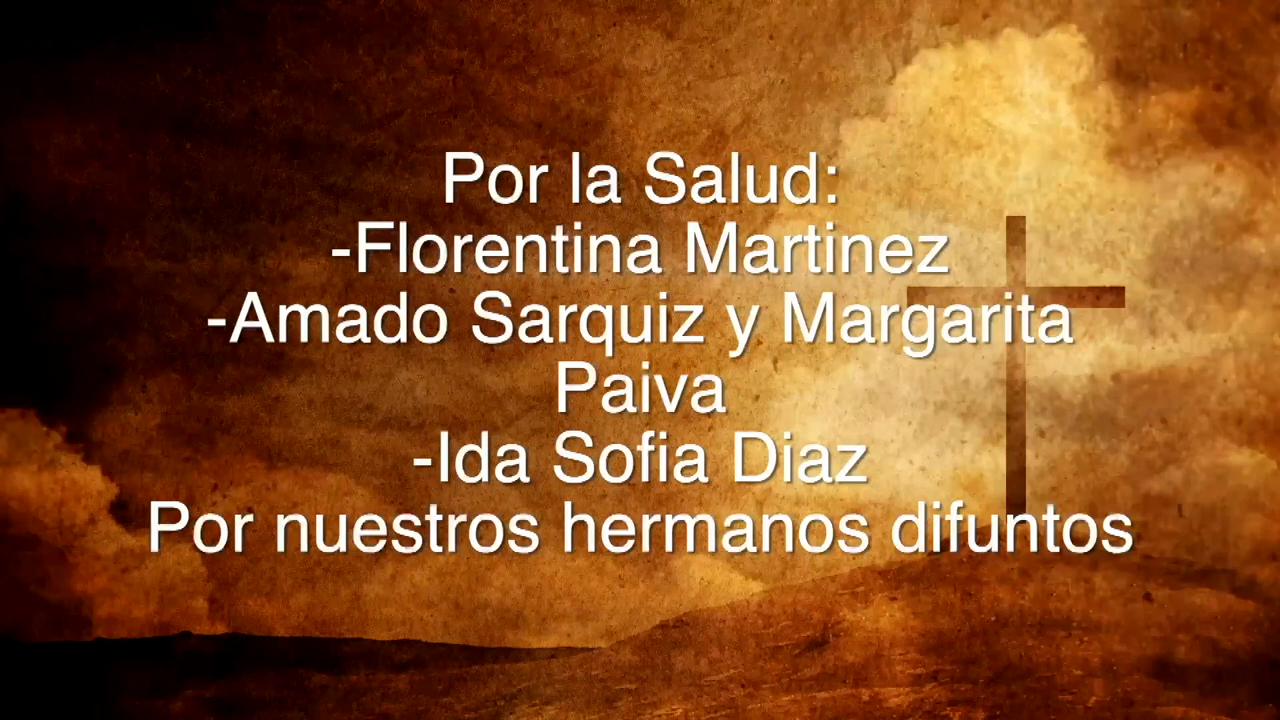 Por la Salud:
-Florentina Martinez
-Amado Sarquiz y Margarita
Paiva
-Ida Sofia Diaz
Por nuestros hermanos difuntos